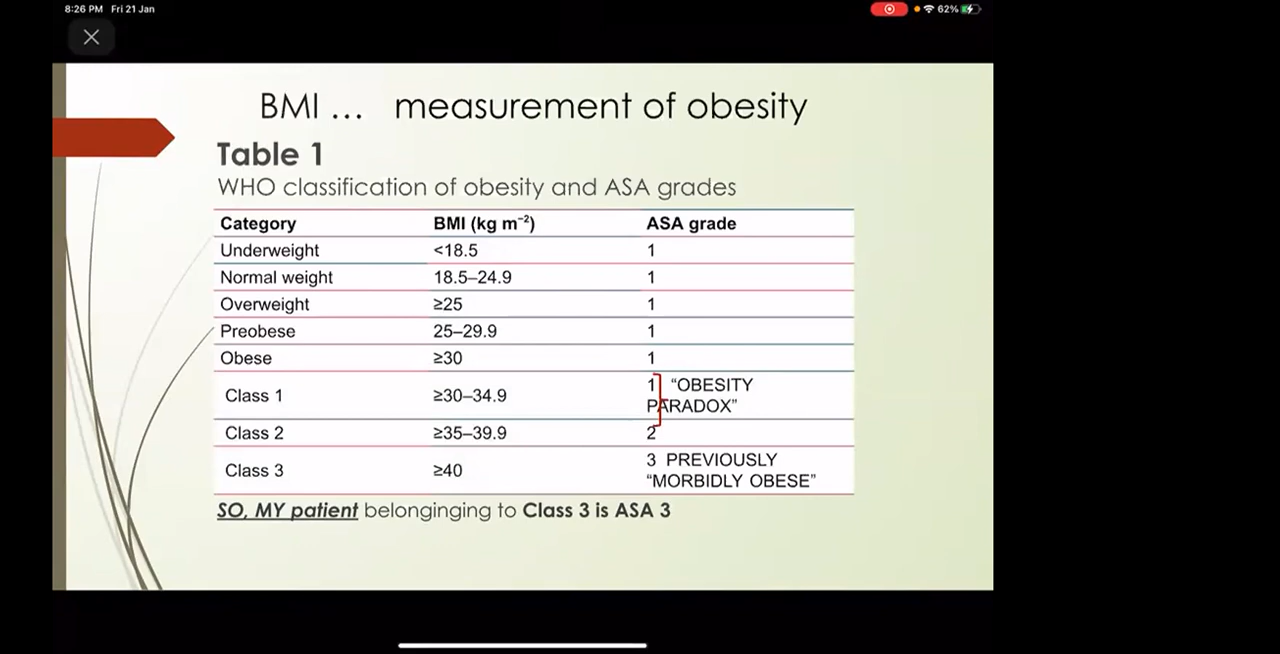 8:26 PM Fri 21 Jan
62%
BMI ... measurement of obesity
Table 1
WHO classification of obesity and ASA grades
Category BMI (kg m⁻²) ASA grade
Underweight <18.5 1
Normal weight 18.5–24.9 1
Overweight ≥25 1
Preobese 25–29.9 1
Obese ≥30 1
Class 1 ≥30–34.9 1 “OBESITY
PARADOX”
Class 2 ≥35–39.9 2
Class 3 ≥40 3 PREVIOUSLY
“MORBIDLY OBESE”
SO, MY patient belonginging to Class 3 is ASA 3